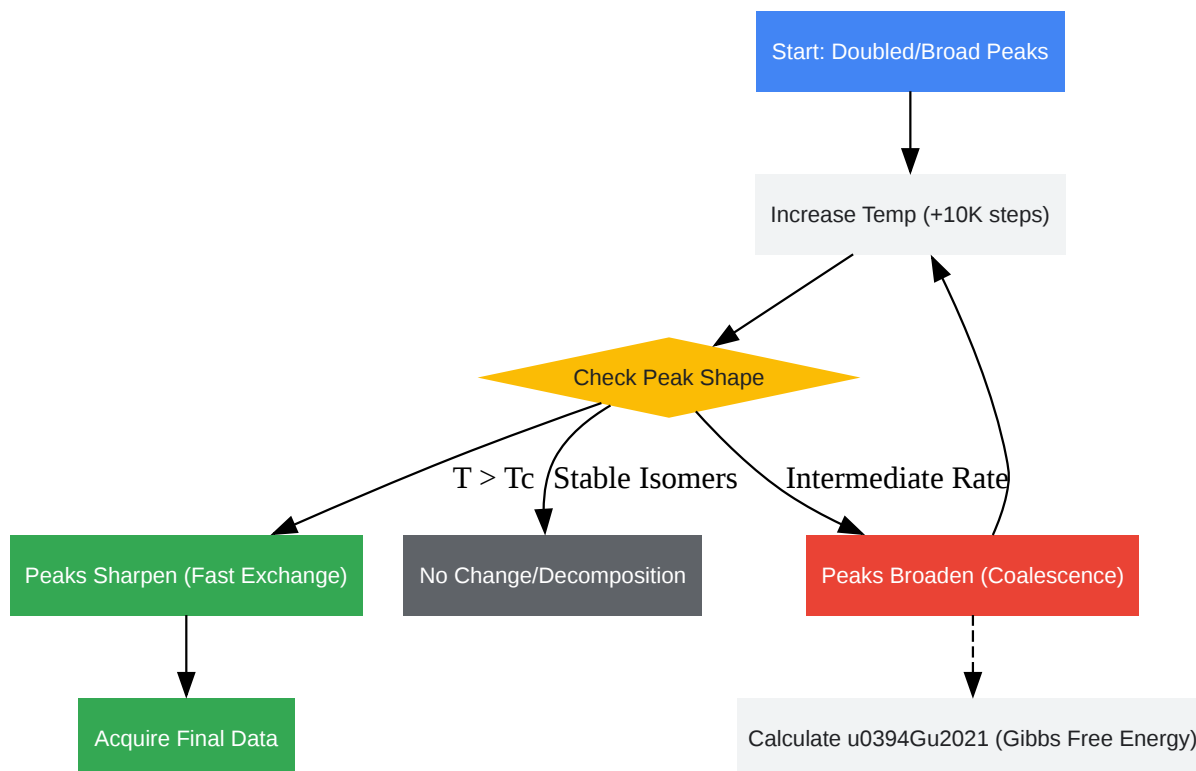 Start: Doubled/Broad Peaks
Increase Temp (+10K steps)
Check Peak Shape
T > Tc
Stable Isomers
Intermediate Rate
Peaks Sharpen (Fast Exchange)
No Change/Decomposition
Peaks Broaden (Coalescence)
Acquire Final Data
Calculate u0394Gu2021 (Gibbs Free Energy)